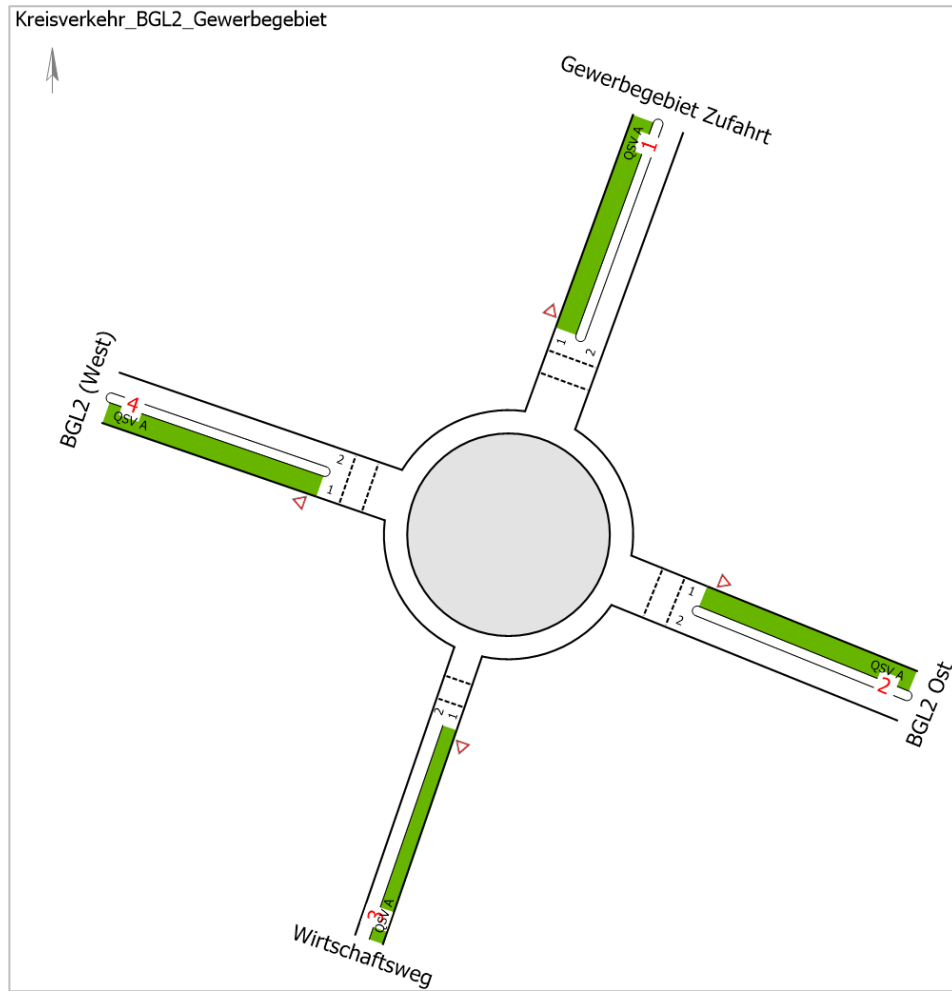 Kreisverkehr_BGL2_Gewerbegebiet
Gewerbegebiet Zufahrt
QSV A
1
1
2
BGL2 (West)
4
QSV A
2
1
1
2
QSV A
2
BGL2 Ost
2
1
3
QSV A
Wirtschaftsweg